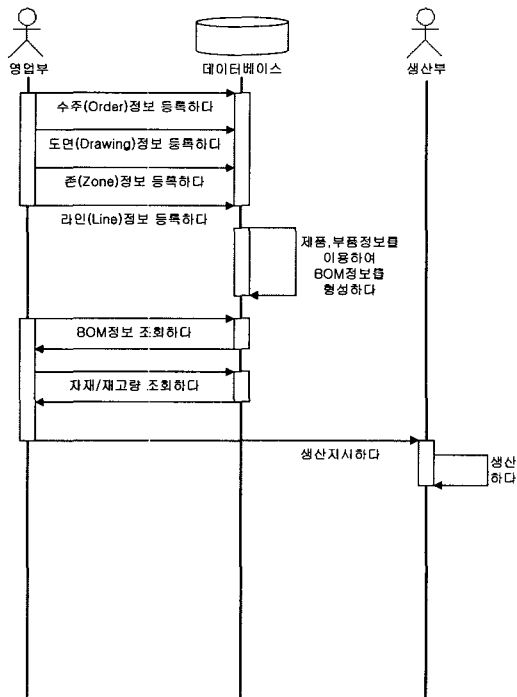 영업부
데이터베이스
생산부
수주(Order)정보 등록하다
도면(Drawing)정보 등록하다
존(Zone)정보 등록하다
라인(Line)정보 등록하다
제품,부품정보를
이용하여
BOM정보를
형성하다
BOM정보 조회하다
자재/재고량 조회하다
생산지시하다
생산
하다